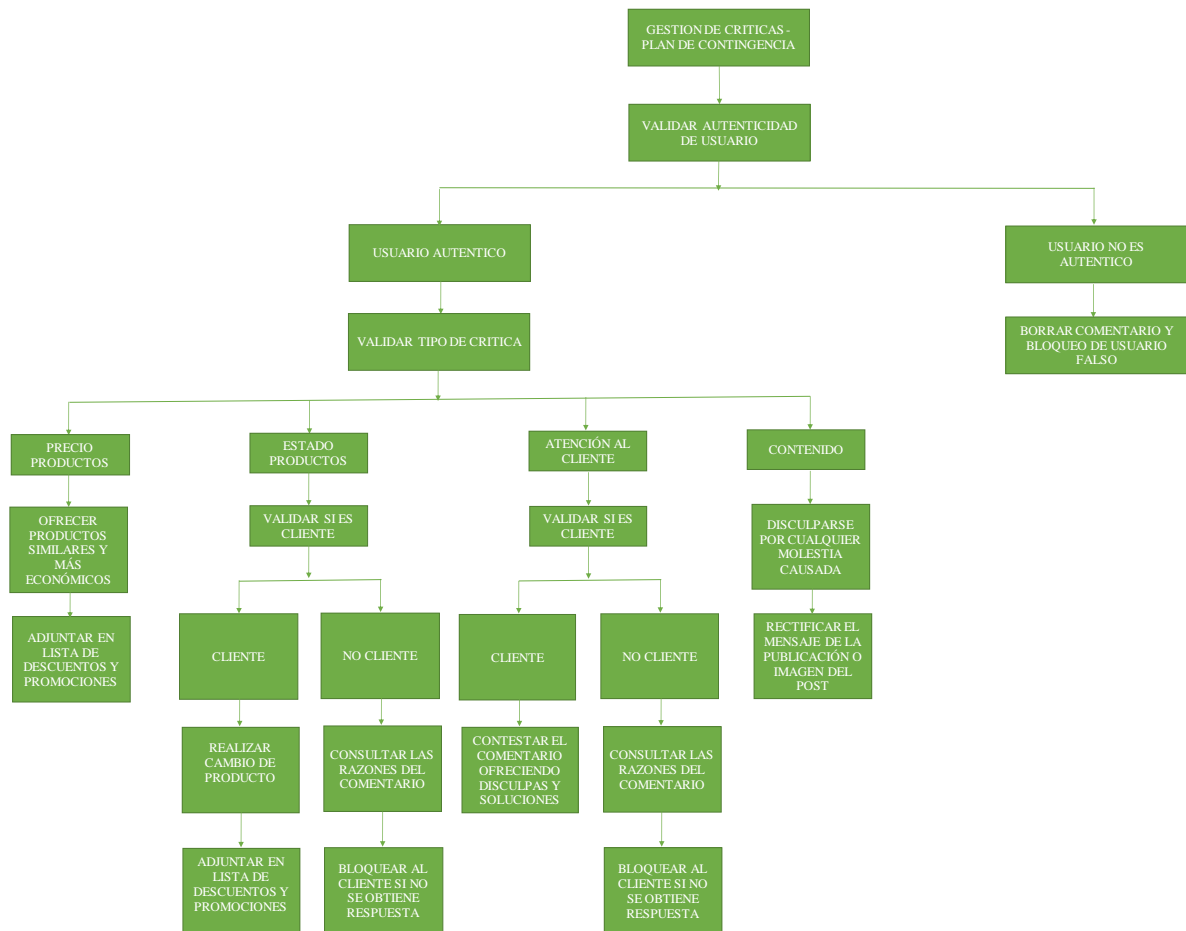 GESTION DE CRITICAS -
PLAN DE CONTINGENCIA
VALIDAR AUTENTICIDAD
DE USUARIO
USUARIO AUTENTICO
USUARIO NO ES
AUTENTICO
VALIDAR TIPO DE CRITICA
BORRAR COMENTARIO Y
BLOQUEO DE USUARIO
FALSO
PRECIO
PRODUCTOS
ESTADO
PRODUCTOS
ATENCIÓN AL
CLIENTE
CONTENIDO
OFRECER
PRODUCTOS
SIMILARES Y
MÁS
ECONÓMICOS
VALIDAR SI ES
CLIENTE
VALIDAR SI ES
CLIENTE
DISCULPARSE
POR CUALQUIER
MOLESTIA
CAUSADA
ADJUNTAR EN
LISTA DE
DESCUENTOS Y
PROMOCIONES
CLIENTE
NO CLIENTE
CLIENTE
NO CLIENTE
RECTIFICAR EL
MENSAJE DE LA
PUBLICACIÓN O
IMAGEN DEL
POST
REALIZAR
CAMBIO DE
PRODUCTO
CONSULTAR LAS
RAZONES DEL
COMENTARIO
CONTESTAR EL
COMENTARIO
OFRECIENDO
DISCULPAS Y
SOLUCIONES
CONSULTAR LAS
RAZONES DEL
COMENTARIO
ADJUNTAR EN
LISTA DE
DESCUENTOS Y
PROMOCIONES
BLOQUEAR AL
CLIENTE SI NO
SE OBTIENE
RESPUESTA
BLOQUEAR AL
CLIENTE SI NO
SE OBTIENE
RESPUESTA